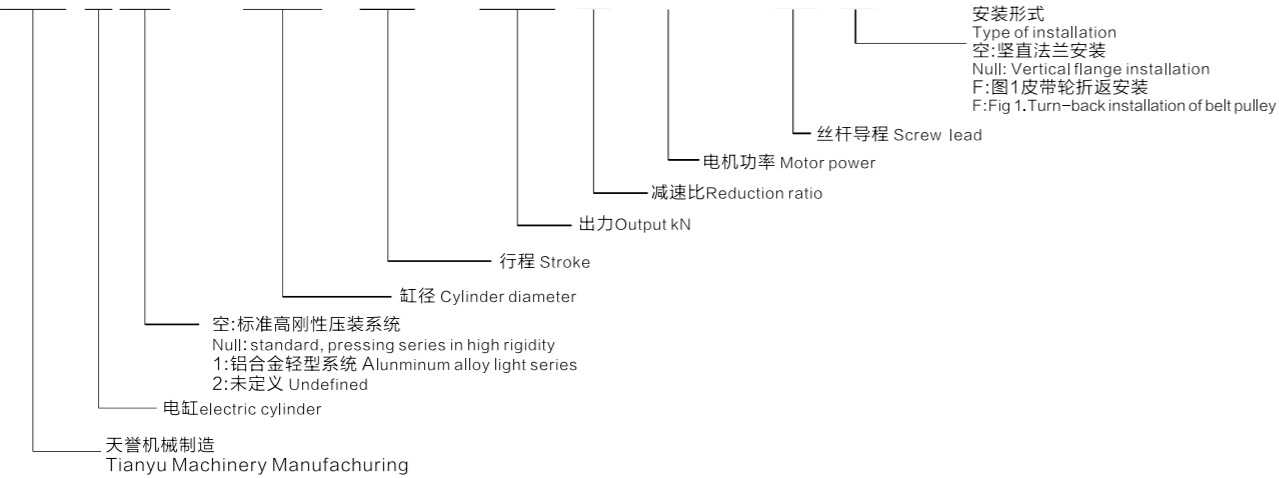 安装形式
Type of installation
空:坚直法兰安装
Null: Vertical flange installation
F:图1皮带轮折返安装
F:Fig 1.Turn-back installation of belt pulley
丝杆导程 Screw lead
电机功率 Motor power
减速比Reduction ratio
出力Output kN
行程 Stroke
缸径 Cylinder diameter
空:标准高刚性压装系统
Null: standard, pressing series in high rigidity
1:铝合金轻型系统 Alunminum alloy light series
2:未定义 Undefined
电缸electric cylinder
天誉机械制造
Tianyu Machinery Manufachuring